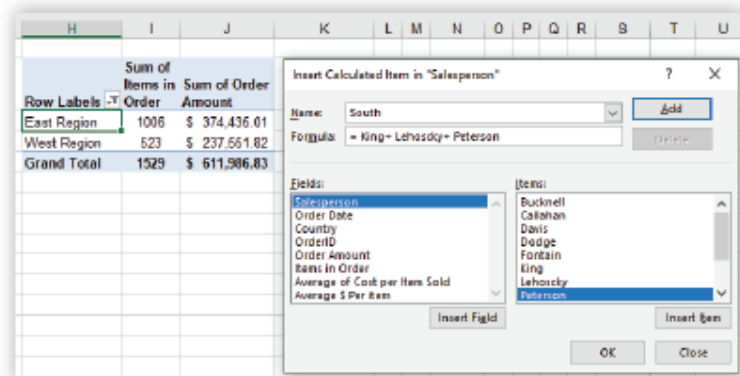 H I J K L M N O P Q R S T U
Sum of
Items in Sum of Order
Row Labels Order Amount
East Region 1006 $ 374,435.01
West Region 523 $ 237,551.82
Grand Total 1529 $ 611,986.83
Insert Calculated Item in "Salesperson" ? ×
Name: South Add
Formula: = King+ Lehoscky+ Peterson Delete
Fields: Items:
Salesperson Bucknell
Order Date Callahan
Country Davis
OrderID Dodge
Order Amount Fontain
Items in Order King
Average of Cost per Item Sold Lehoscky
Average $ Per Item Peterson
Insert Field Insert Item
OK Close